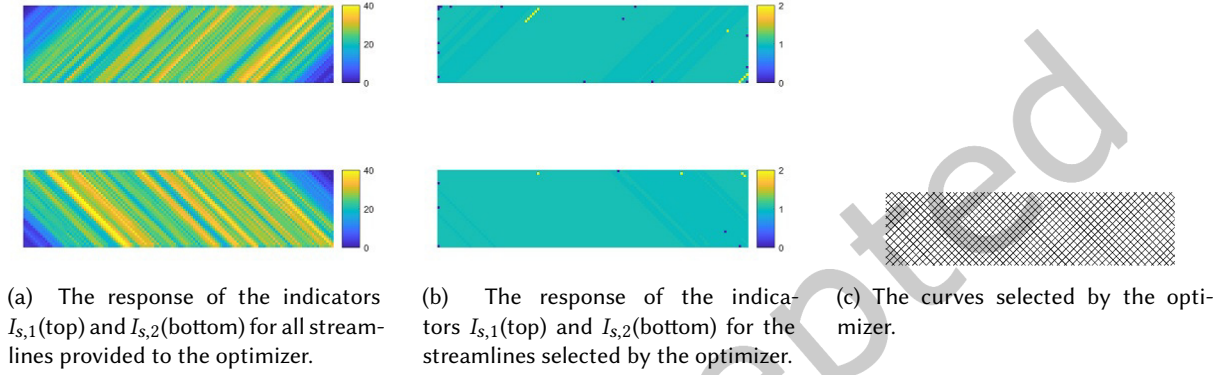 40
20
0
2
1
0
40
20
0
2
1
0
(a) The response of the indicators
I_{s,1}(top) and I_{s,2}(bottom) for all stream-
lines provided to the optimizer.
(b) The response of the indica-
tors I_{s,1}(top) and I_{s,2}(bottom) for the
streamlines selected by the optimizer.
(c) The curves selected by the opti-
mizer.
pted